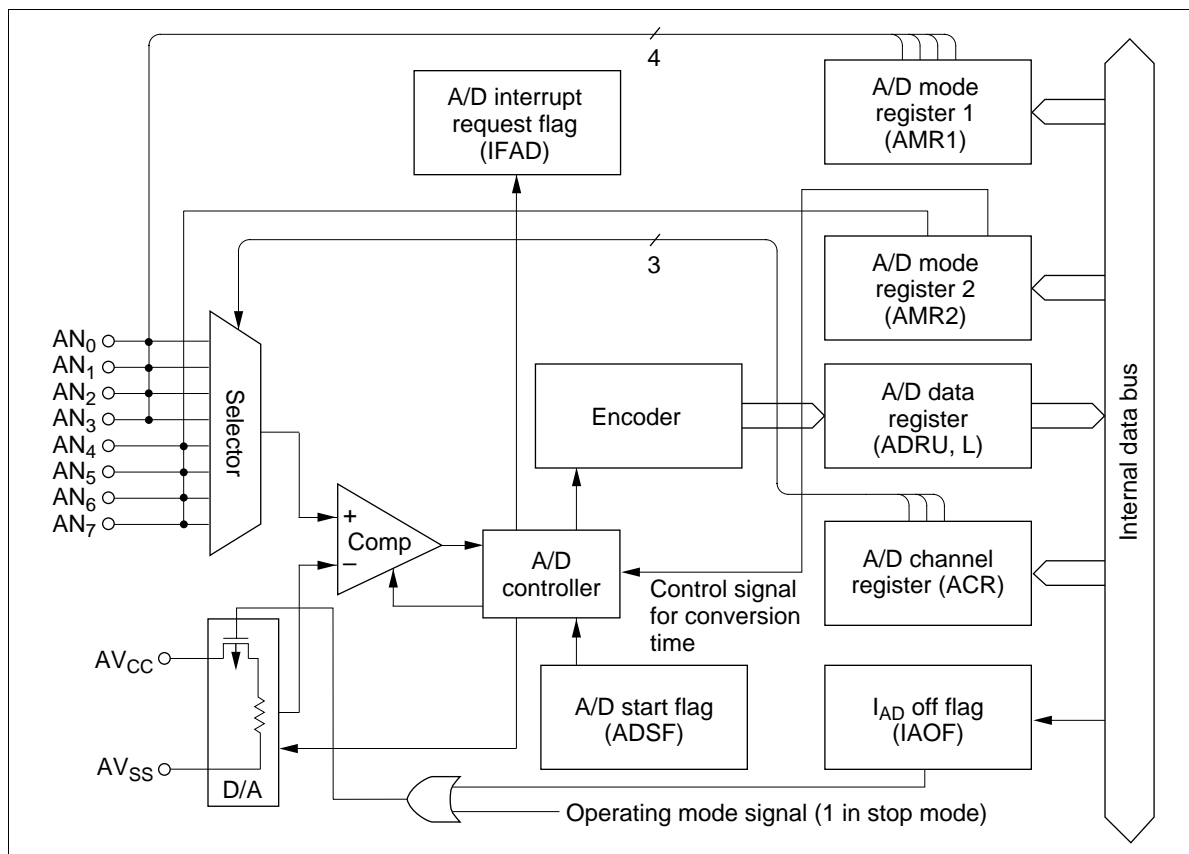 4
A/D interrupt
request flag
(IFAD)
A/D mode
register 1
(AMR1)
3
A/D mode
register 2
(AMR2)
AN0
AN1
AN2
AN3
AN4
AN5
AN6
AN7
Selector
Encoder
A/D data
register
(ADRU, L)
Internal data bus
+
Comp
−
A/D
controller
Control signal
for conversion
time
A/D channel
register (ACR)
AVCC
AVSS
D/A
A/D start flag
(ADSF)
IAD off flag
(IAOF)
Operating mode signal (1 in stop mode)